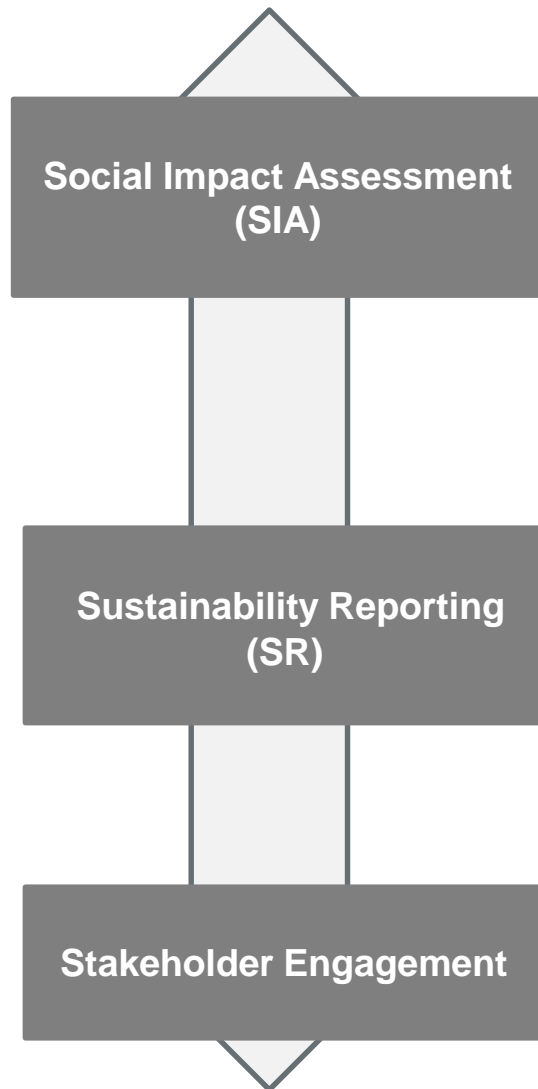 Social Impact Assessment
(SIA)
Sustainability Reporting
(SR)
Stakeholder Engagement